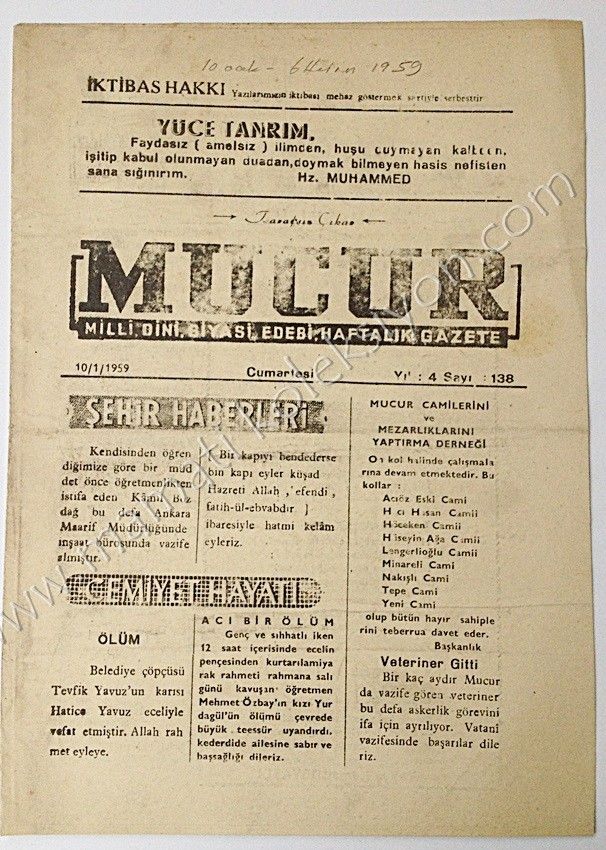 10 ocak - 6 1959
İKTİBAS HAKKI Yazılarımızın iktibası mehaz göstermek şartiyle serbesttir
YÜCE TANRIM,
Faydasız ( amelsiz ) ilimden, huşu duymayan kalbden,
işitip kabul olunmayan duadan, doymak bilmeyen hasis nefisten
sana sığınırım. Hz. MUHAMMED
Çıkar
MUCUR
MİLLİ, DİNİ, SİYASİ, EDEBİ, HAFTALIK GAZETE
10/1/1959 Cumartesi Yıl : 4 Sayı : 138
ŞEHİR HABERLERİ
Kendisinden öğren
diğimize göre bir müd
det önce öğretmenlikten
istifa eden Kâmil Boz
dağ bu defa Ankara
Maarif Müdüılüğünde
inşaat bürosunda vazife
almıştır.
Bir kapıyı bendederse
bin kapı eyler küşad
Hazreti Allah ,' efendi ,
fatih-ül-ebvabdır ]
ibaresiyle hatmi kelâm
eyleriz.
CEMİYET HAYATI
ÖLÜM
Belediye çöpçüsü
Tevfik Yavuz'un karısı
Hatice Yavuz eceliyle
vefat etmiştir. Allah rah
met eyleye.
ACI BİR ÖLÜM
Genç ve sıhhatlı iken
12 saat içerisinde ecelin
pençesinden kurtarılamıya
rak rahmeti rahmana salı
günü kavuşan öğretmen
Mehmet Özbay'ın kızı Yur
dagül'ün ölümü çevrede
büyük teessür uyandırdı.
kederdide ailesine sabır ve
başsağlığı dileriz.
MUCUR CAMİLERİNİ
ve
MEZARLIKLARINI
YAPTIRMA DERNEĞİ
On kol halinde çalışmala
rına devam etmektedir. Bu
kollar :
Acıöz Eski Camii
Hacı Hasan Camii
Höceken Camii
Hüseyin Ağa Camii
Lengerlioğlu Camii
Minareli Cami
Nakışlı Cami
Tepe Cami
Yeni Cami
olup bütün hayır sahiple
rini teberrua davet eder.
Başkanlık
Veteriner Gitti
Bir kaç aydır Mucur
da vazife gören veteriner
bu defa askerlik görevini
ifa için ayrılıyor. Vatanî
vazifesinde başarılar dile
riz.